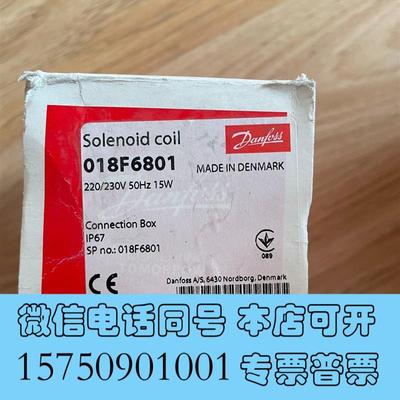 Solenoid coil
018F6801
220/230V 50Hz 15W
Danfoss
MADE IN DENMARK
Danfoss
Connection Box
IP67
SP no.: 018F6801
089
CE
Danfoss A/S, 6430 Nordborg, Denmark
微信电话同号 本店可开
15750901001 专票普票